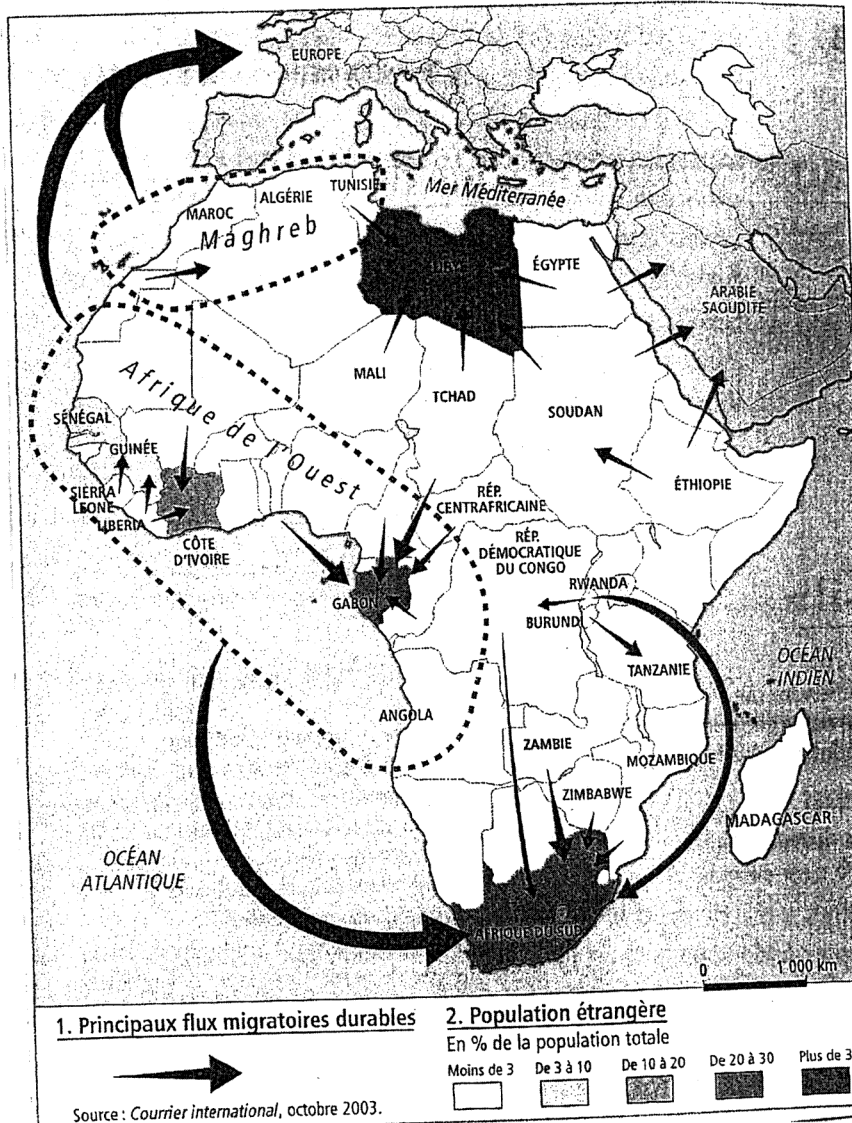 EUROPE
Mer Méditerranée
TUNISIE
ALGÉRIE
MAROC
Maghreb
LIBYE
ÉGYPTE
ARABIE
SAOUDITE
MALI
TCHAD
SOUDAN
Afrique de l'Ouest
SÉNÉGAL
GUINÉE
SIERRA
LEONE
LIBERIA
CÔTE
D'IVOIRE
RÉP.
CENTRAFRICAINE
ÉTHIOPIE
RÉP.
DÉMOCRATIQUE
DU CONGO
RWANDA
GABON
BURUNDI
TANZANIE
OCÉAN
INDIEN
ANGOLA
ZAMBIE
MOZAMBIQUE
ZIMBABWE
MADAGASCAR
OCÉAN
ATLANTIQUE
AFRIQUE DU SUD
0 1 000 km
1. Principaux flux migratoires durables
Source : Courrier international, octobre 2003.
2. Population étrangère
En % de la population totale
Moins de 3 De 3 à 10 De 10 à 20 De 20 à 30 Plus de 3